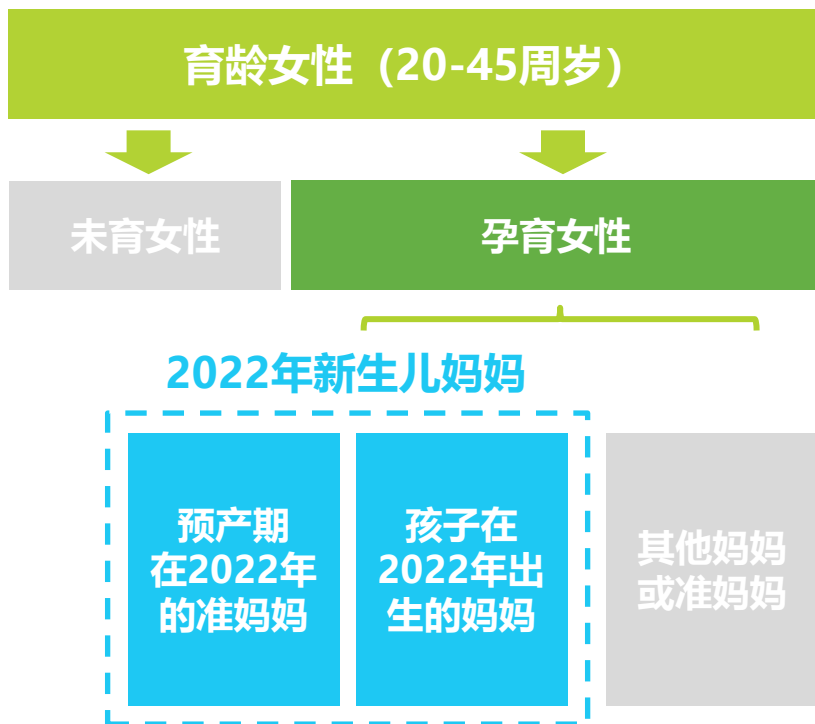 育龄女性（20-45周岁）
未育女性
孕育女性
2022年新生儿妈妈
预产期
在2022年
的准妈妈
孩子在
2022年出
生的妈妈
其他妈妈
或准妈妈